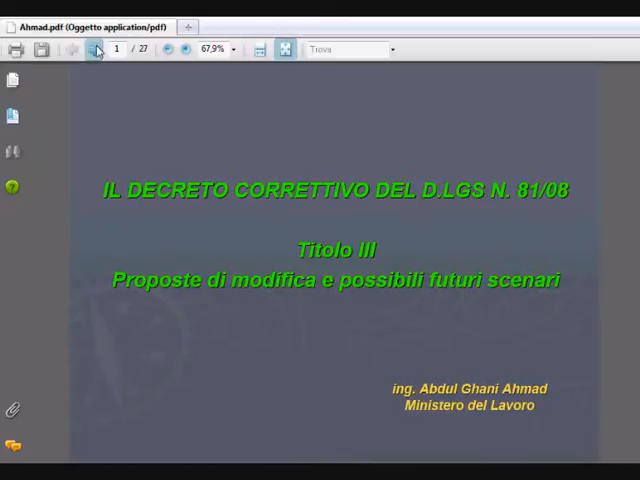 Ahmad.pdf (Oggetto application/pdf)
1 / 27 67,9% Trova
IL DECRETO CORRETTIVO DEL D.LGS N. 81/08
Titolo III
Proposte di modifica e possibili futuri scenari
ing. Abdul Ghani Ahmad
Ministero del Lavoro